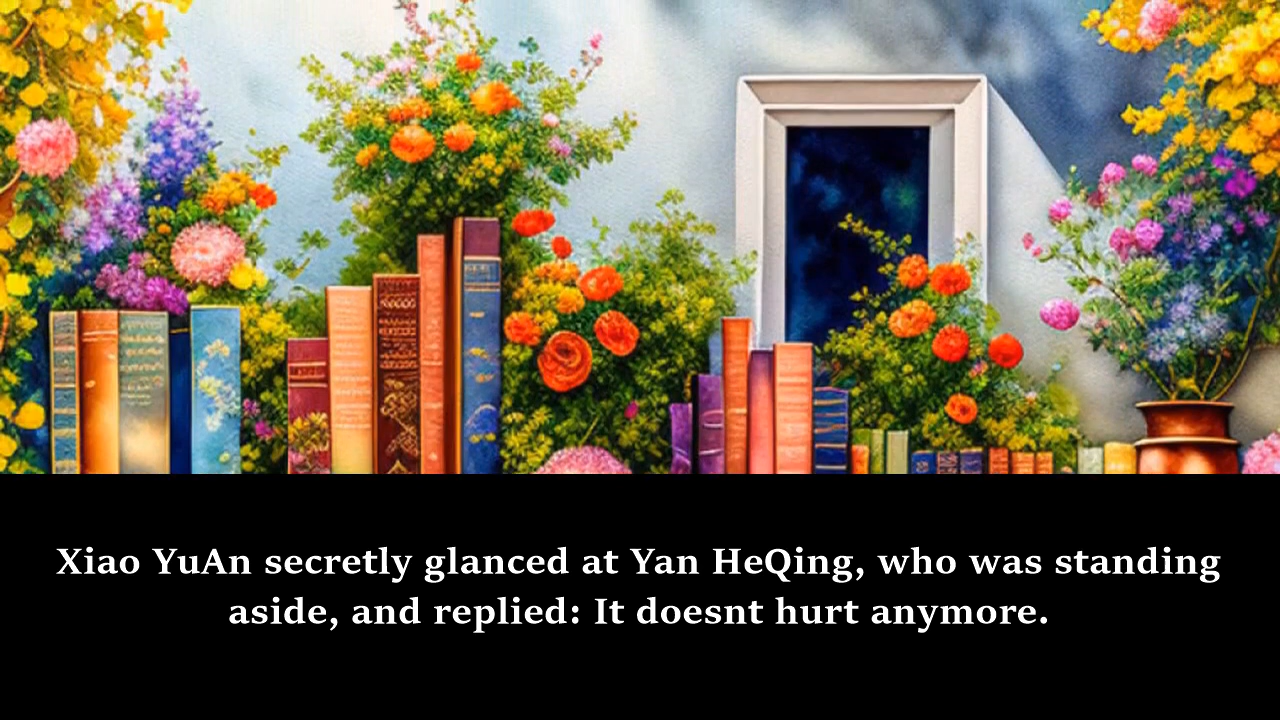 Xiao YuAn secretly glanced at Yan HeQing, who was standing
aside, and replied: It doesnt hurt anymore.